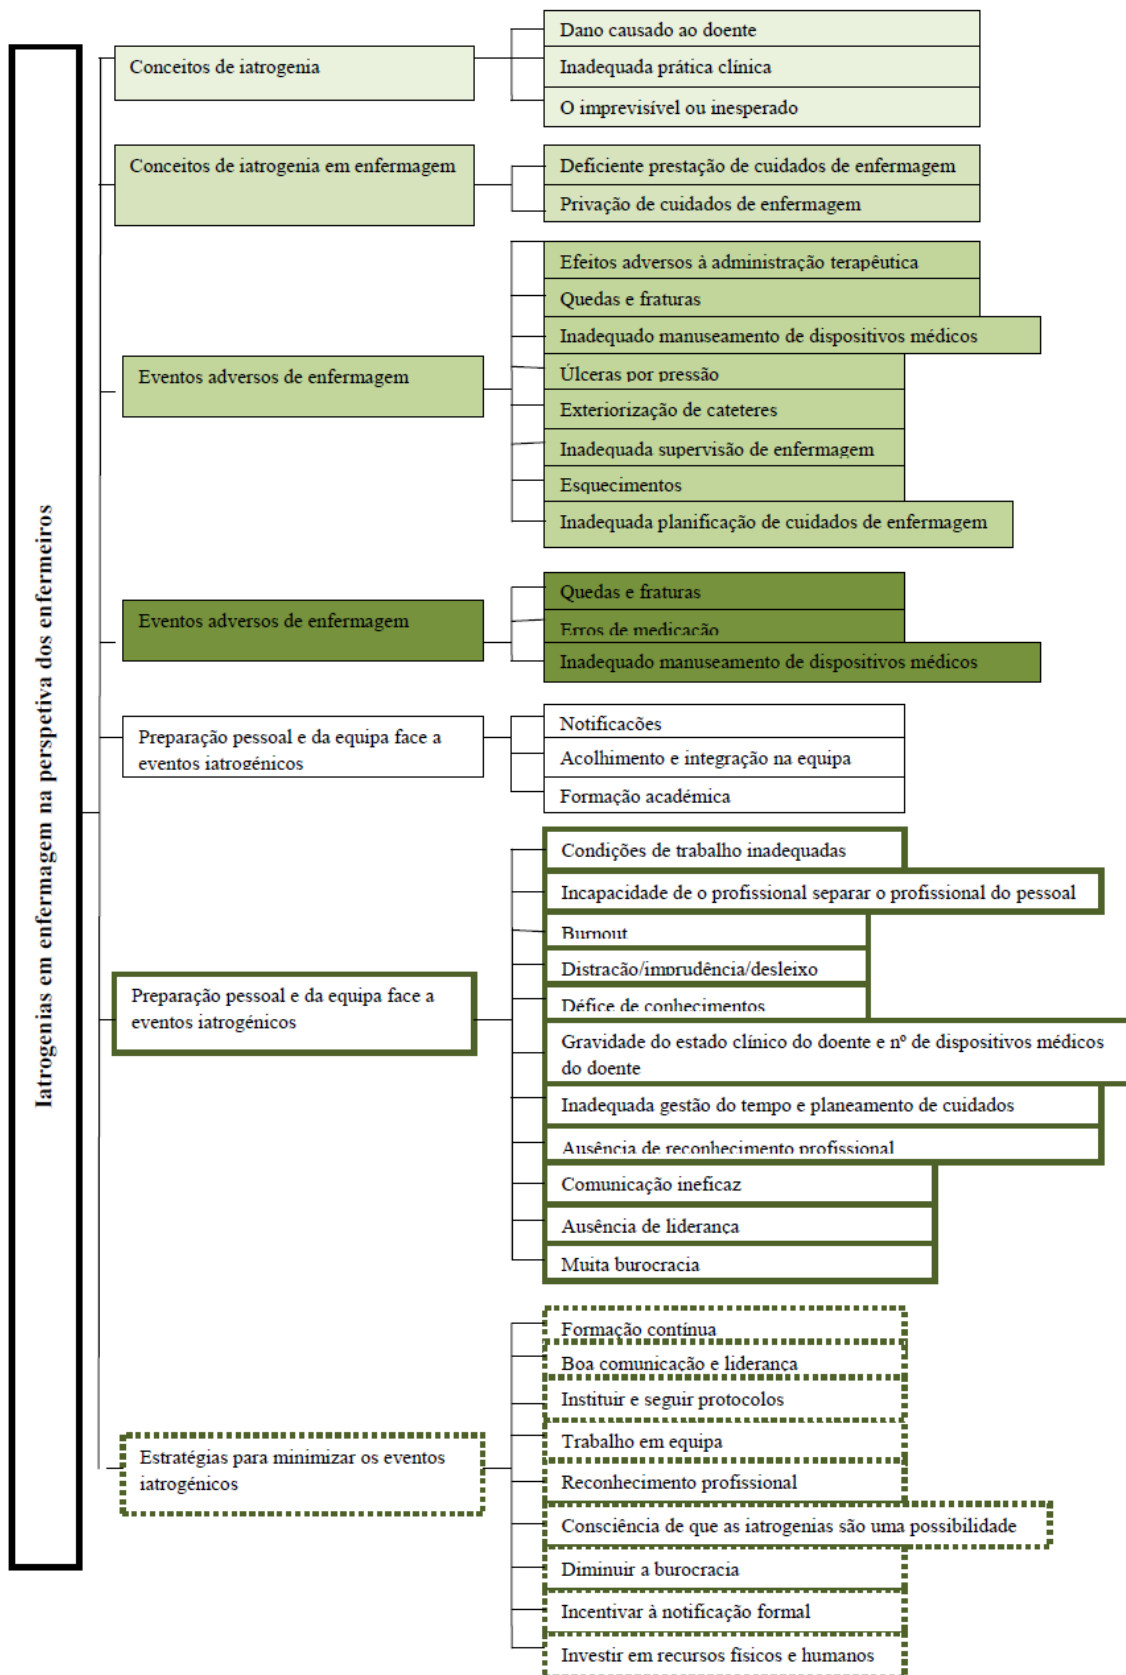 Iatrogenias em enfermagem na perspetiva dos enfermeiros
Conceitos de iatrogenia
Dano causado ao doente
Inadequada prática clínica
O imprevisível ou inesperado
Conceitos de iatrogenia em enfermagem
Deficiente prestação de cuidados de enfermagem
Privação de cuidados de enfermagem
Eventos adversos de enfermagem
Efeitos adversos à administração terapêutica
Quedas e fraturas
Inadequado manuseamento de dispositivos médicos
Úlceras por pressão
Exteriorização de cateteres
Inadequada supervisão de enfermagem
Esquecimentos
Inadequada planificação de cuidados de enfermagem
Eventos adversos de enfermagem
Quedas e fraturas
Erros de medicação
Inadequado manuseamento de dispositivos médicos
Preparação pessoal e da equipa face a
eventos iatrogénicos
Notificações
Acolhimento e integração na equipa
Formação académica
Preparação pessoal e da equipa face a
eventos iatrogénicos
Condições de trabalho inadequadas
Incapacidade de o profissional separar o profissional do pessoal
Burnout
Distração/imprudência/desleixo
Défice de conhecimentos
Gravidade do estado clínico do doente e nº de dispositivos médicos
do doente
Inadequada gestão do tempo e planeamento de cuidados
Ausência de reconhecimento profissional
Comunicação ineficaz
Ausência de liderança
Muita burocracia
Estratégias para minimizar os eventos
iatrogénicos
Formação contínua
Boa comunicação e liderança
Instituir e seguir protocolos
Trabalho em equipa
Reconhecimento profissional
Consciência de que as iatrogenias são uma possibilidade
Diminuir a burocracia
Incentivar à notificação formal
Investir em recursos físicos e humanos